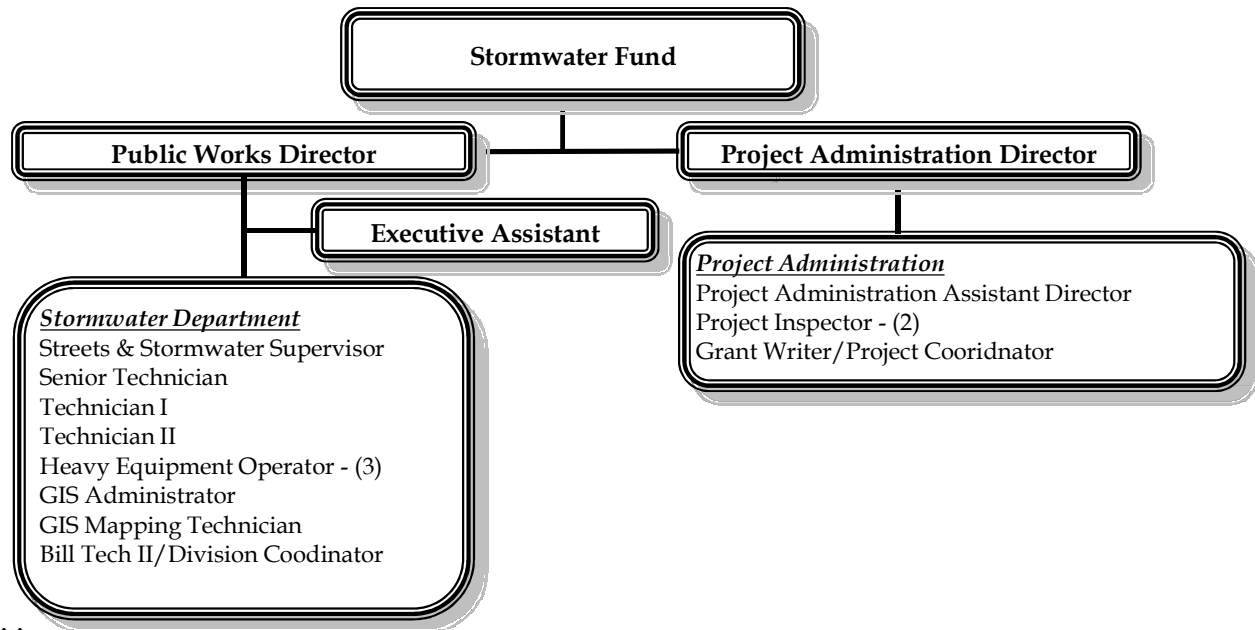 Stormwater Fund
Public Works Director
Project Administration Director
Executive Assistant
Stormwater Department
Streets & Stormwater Supervisor
Senior Technician
Technician I
Technician II
Heavy Equipment Operator - (3)
GIS Administrator
GIS Mapping Technician
Bill Tech II/Division Coodinator
Project Administration
Project Administration Assistant Director
Project Inspector - (2)
Grant Writer/Project Cooridnator